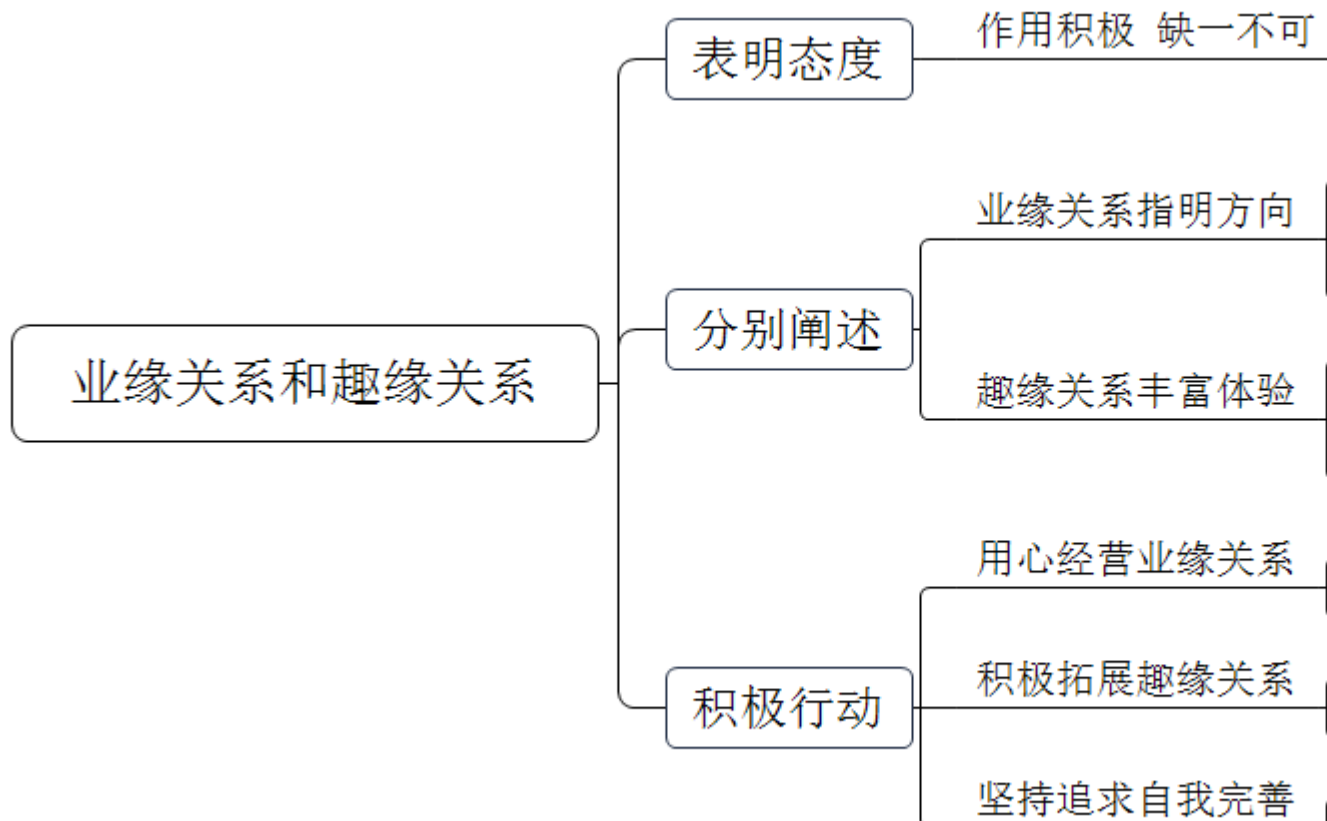 业缘关系和趣缘关系
表明态度
作用积极 缺一不可
分别阐述
业缘关系指明方向
趣缘关系丰富体验
积极行动
用心经营业缘关系
积极拓展趣缘关系
坚持追求自我完善